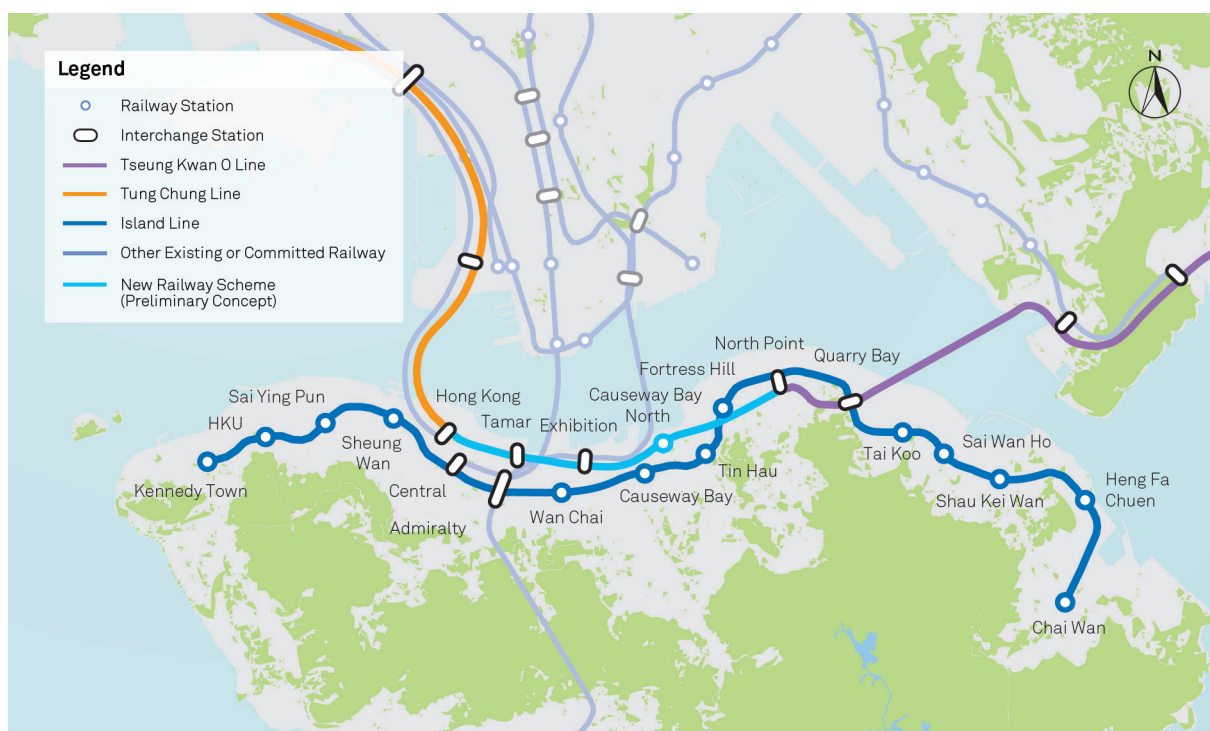 Legend
Railway Station
Interchange Station
Tseung Kwan O Line
Tung Chung Line
Island Line
Other Existing or Committed Railway
New Railway Scheme
(Preliminary Concept)
N
North Point
Quarry Bay
Fortress Hill
Sai Ying Pun
Hong Kong
Causeway Bay
North
HKU
Tamar
Exhibition
Sheung
Wan
Tai Koo
Sai Wan Ho
Kennedy Town
Central
Tin Hau
Heng Fa
Chuen
Causeway Bay
Shau Kei Wan
Admiralty
Wan Chai
Chai Wan